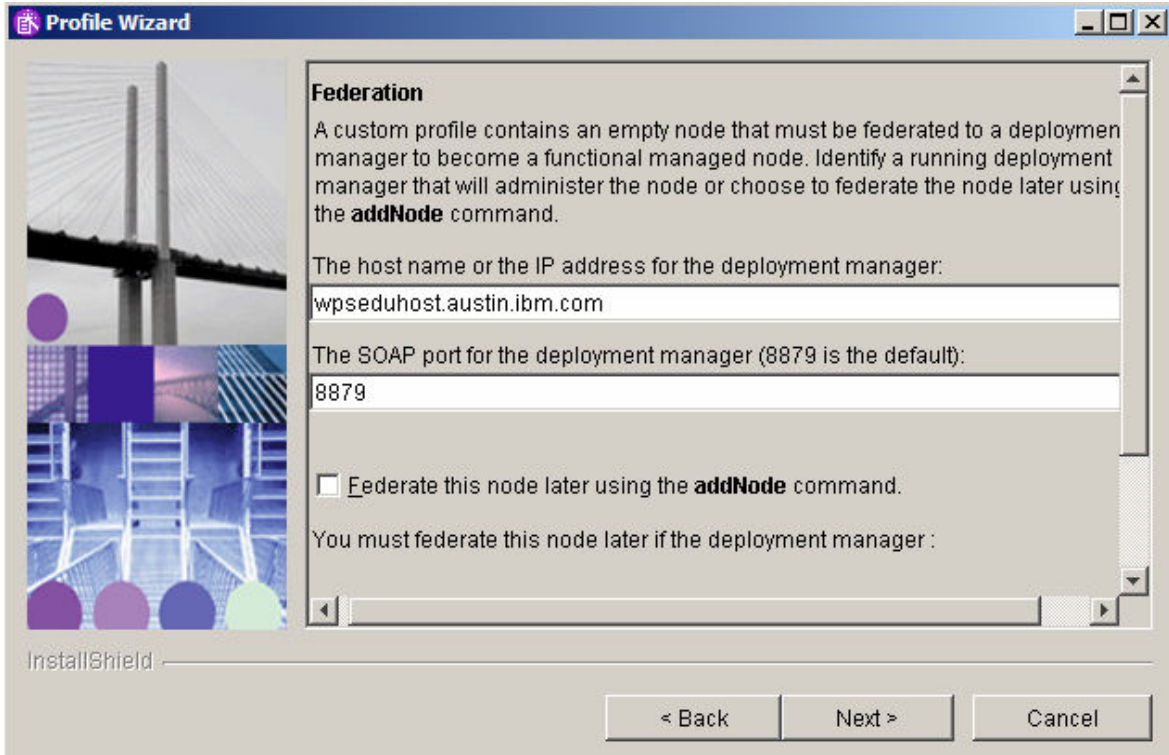 Profile Wizard
Federation
A custom profile contains an empty node that must be federated to a deploymen
manager to become a functional managed node. Identify a running deployment
manager that will administer the node or choose to federate the node later using
the addNode command.
The host name or the IP address for the deployment manager:
wpseduhost.austin.ibm.com
The SOAP port for the deployment manager (8879 is the default):
8879
Federate this node later using the addNode command.
You must federate this node later if the deployment manager :
InstallShield
< Back Next > Cancel